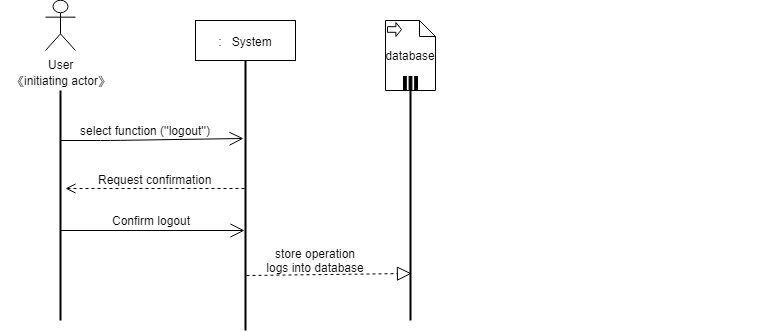 User
《initiating actor》
: System
database
select function ("logout")
Request confirmation
Confirm logout
store operation
logs into database